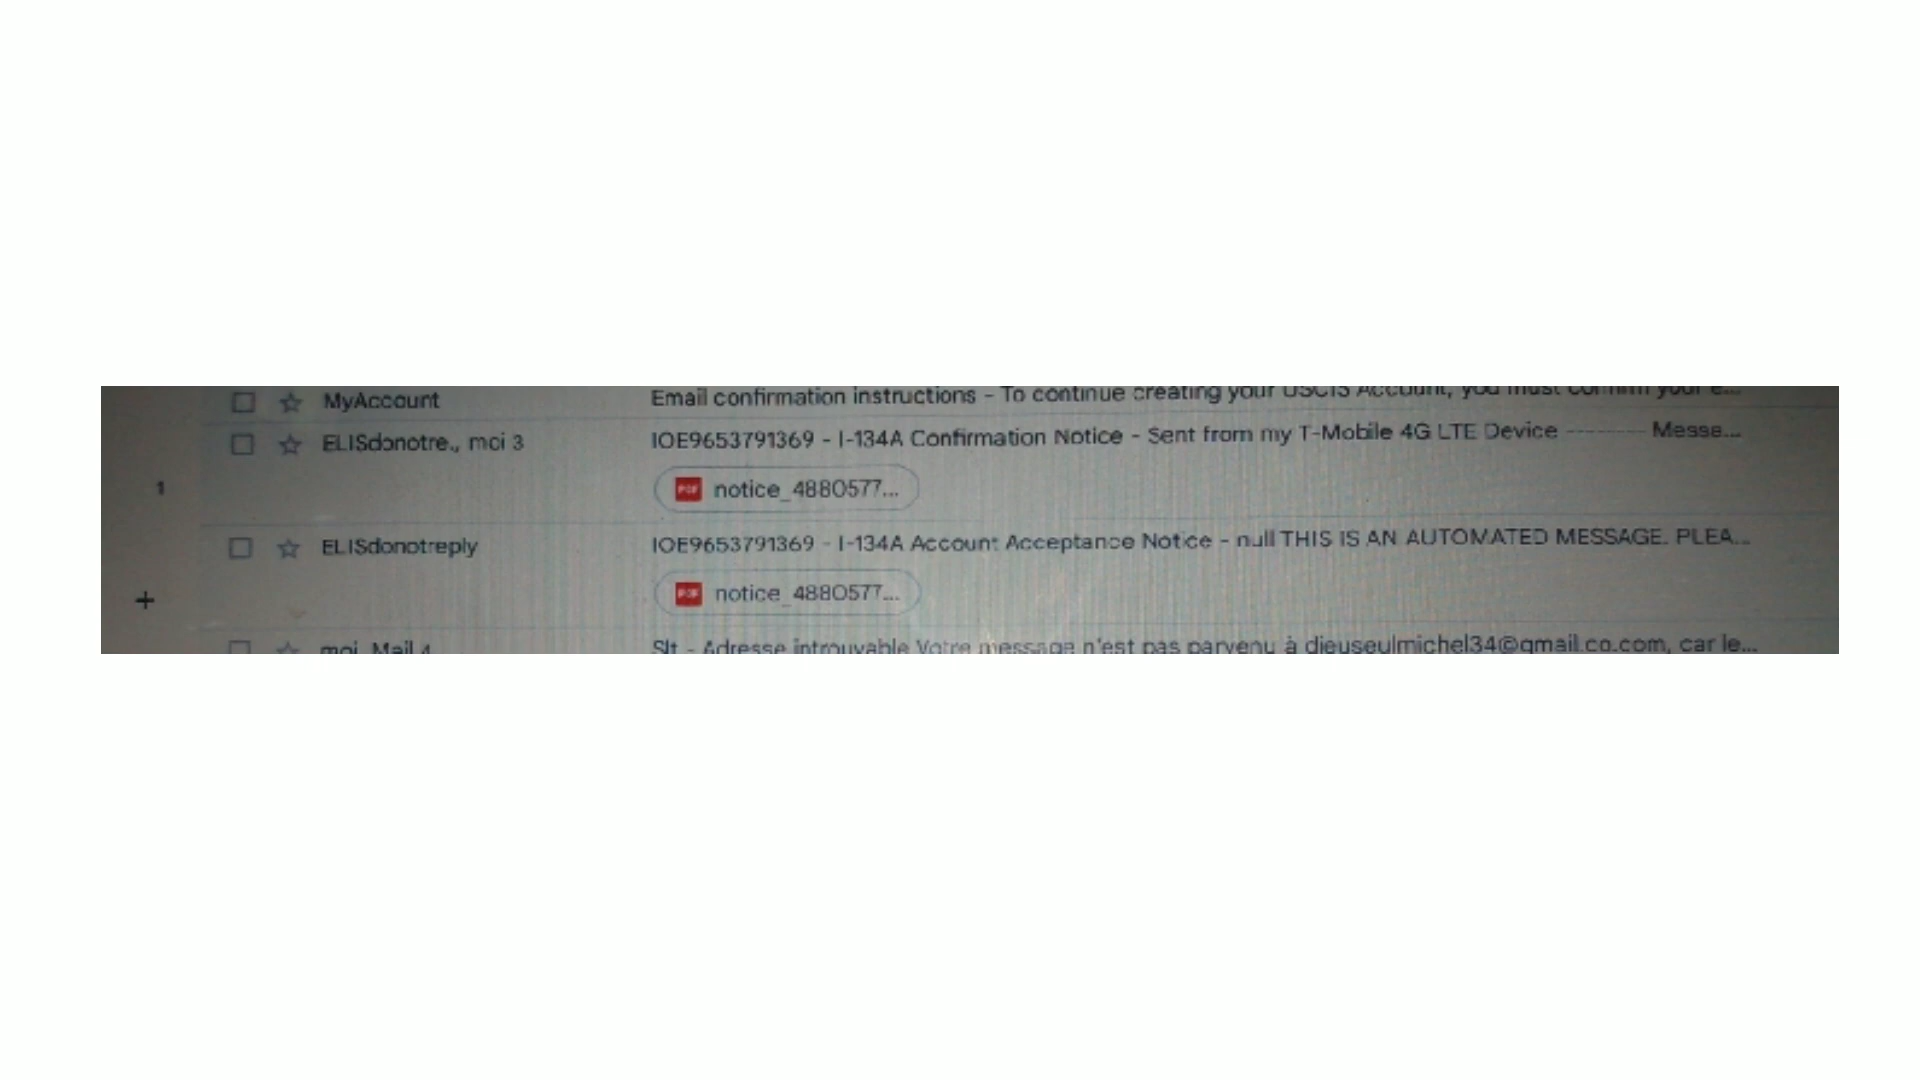 MyAccount Email confirmation instructions - To continue creating your USCIS Account, you must confirm your e...
ELISdonotre., moi 3 IOE9653791369 - I-134A Confirmation Notice - Sent from my T-Mobile 4G LTE Device ---------- Messa...
1
PDF notice_4880577...
ELISdonotreply IOE9653791369 - I-134A Account Acceptance Notice - null THIS IS AN AUTOMATED MESSAGE. PLEA...
+
PDF notice_4880577...
moi, Mail 4 Slt - Adresse introuvable Votre message n'est pas parvenu à dieuseulmichel34@gmail.co.com, car le...